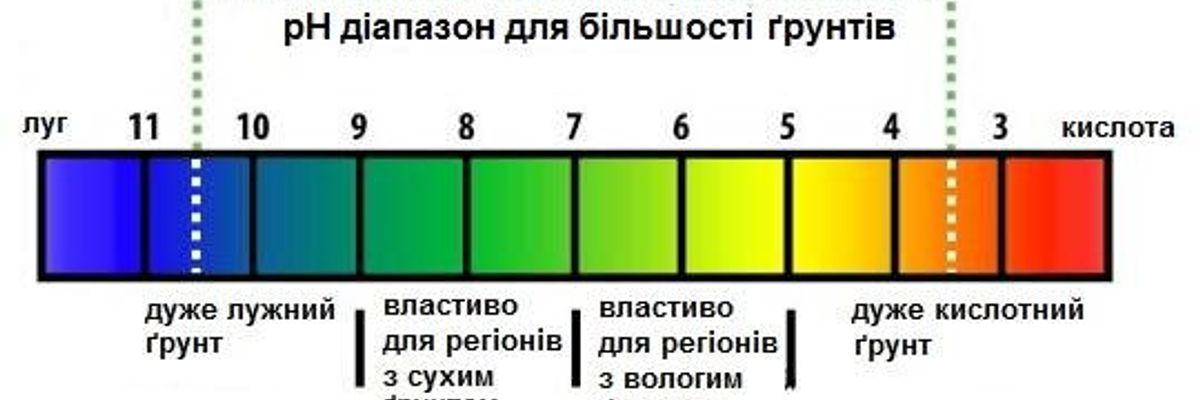 pH діапазон для більшості ґрунтів
луг 11 10 9 8 7 6 5 4 3 кислота
дуже лужний
ґрунт
властиво
для регіонів
з сухим
властиво
для регіонів
з вологим
дуже кислотний
ґрунт